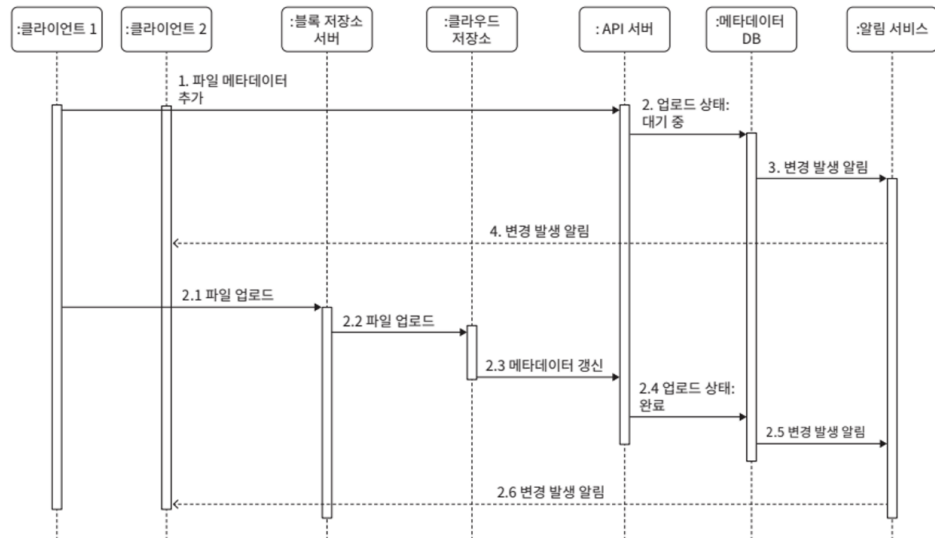 :클라이언트 1
:클라이언트 2
:블록 저장소
서버
:클라우드
저장소
: API 서버
:메타데이터
DB
:알림 서비스
1. 파일 메타데이터
추가
2. 업로드 상태:
대기 중
3. 변경 발생 알림
4. 변경 발생 알림
2.1 파일 업로드
2.2 파일 업로드
2.3 메타데이터 갱신
2.4 업로드 상태:
완료
2.5 변경 발생 알림
2.6 변경 발생 알림